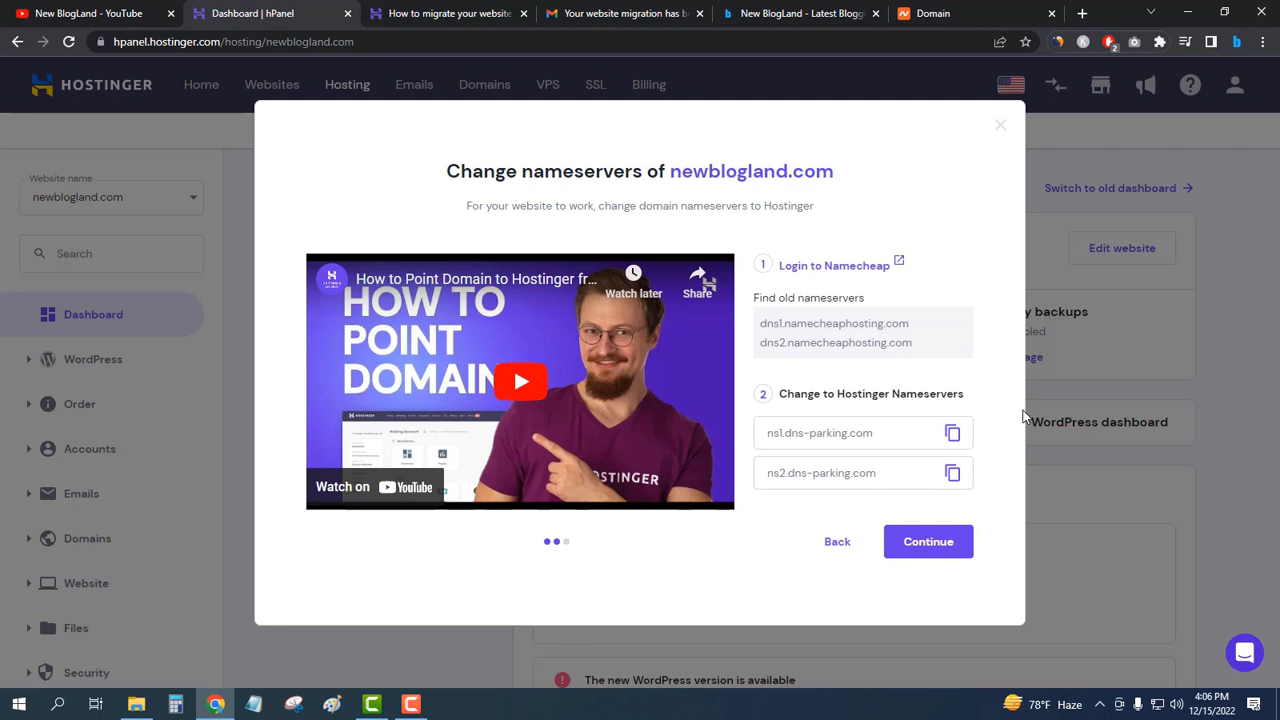 New BlogLand - YouTube
Dashboard | hPanel
How to migrate your website
Your website migration has b
New BlogLand - Latest Blogg
Domain
hpanel.hostinger.com/hosting/newblogland.com
2
HOSTINGER
Home
Websites
Hosting
Emails
Domains
VPS
SSL
Billing
Website name
newblogland.com
Search
Dashboard
WordPress
Order
Accounts
Emails
Domains
Website
Files
Security
Switch to old dashboard
Edit website
y backups
oled
age
WordPress dashboard
The new WordPress version is available
Change nameservers of newblogland.com
For your website to work, change domain nameservers to Hostinger
How to Point Domain to Hostinger fr...
Watch later
Share
HOW TO
POINT
DOMAIN
HOSTINGER
Watch on YouTube
1 Login to Namecheap
Find old nameservers
dns1.namecheaphosting.com
dns2.namecheaphosting.com
2 Change to Hostinger Nameservers
ns1.dns-parking.com
ns2.dns-parking.com
Back
Continue
78°F Haze
4:06 PM
12/15/2022